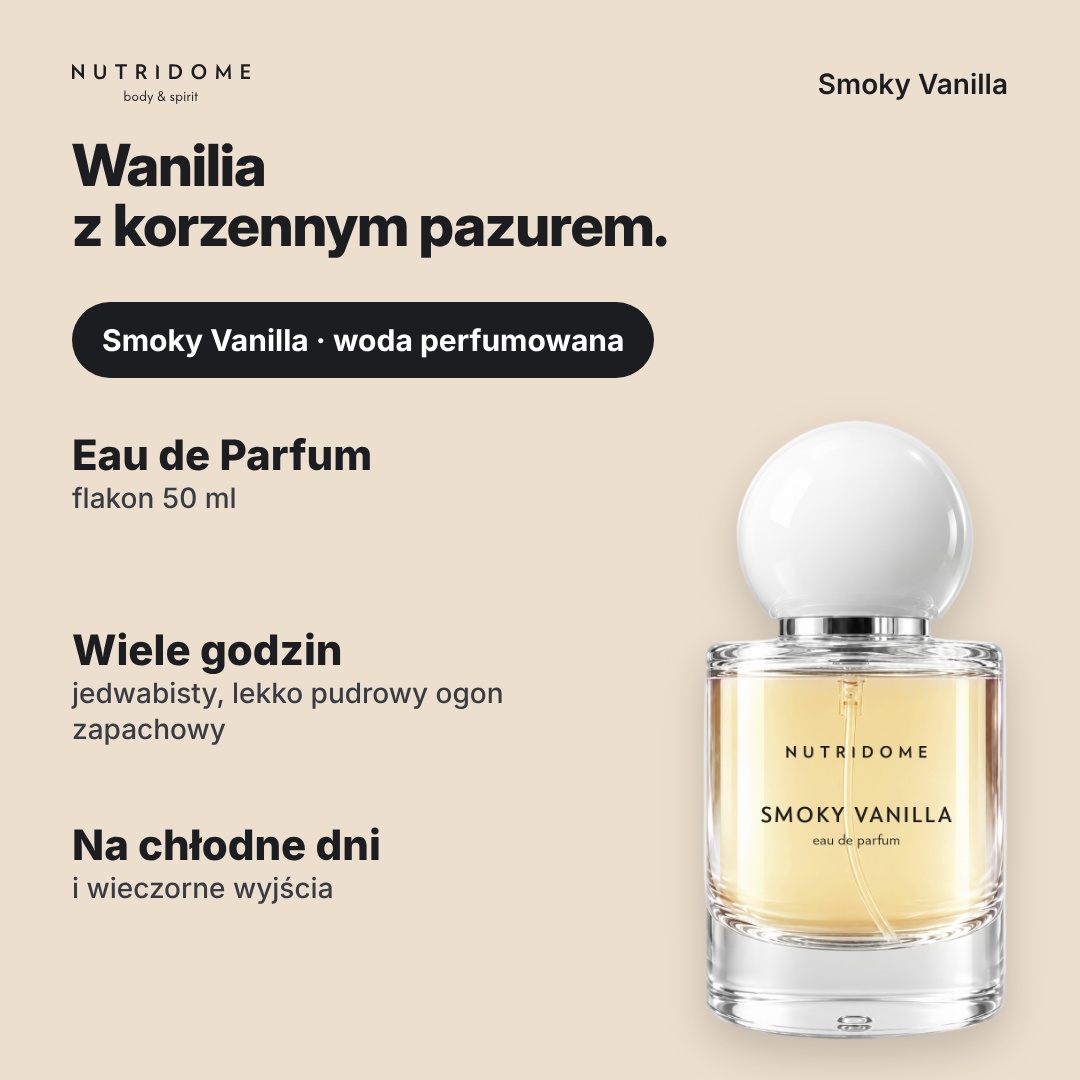 NUTRIDOME
body & spirit
Smoky Vanilla
Wanilia
z korzennym pazurem.
Smoky Vanilla · woda perfumowana
Eau de Parfum
flakon 50 ml
Wiele godzin
jedwabisty, lekko pudrowy ogon
zapachowy
Na chłodne dni
i wieczorne wyjścia
NUTRIDOME
SMOKY VANILLA
eau de parfum